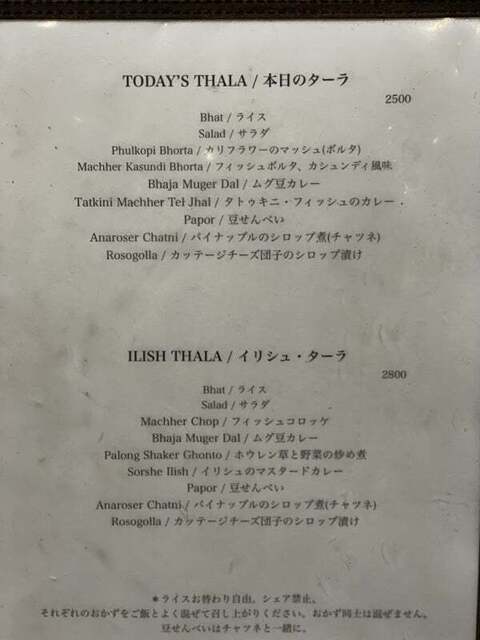 TODAY'S THALA / 本日のターラ
2500
Bhat / ライス
Salad / サラダ
Phulkopi Bhorta / カリフラワーのマッシュ(ボルタ)
Machher Kasundi Bhorta / フィッシュボルタ、カシュンディ風味
Bhaja Muger Dal / ムグ豆カレー
Tatkini Machher Tel Jhal / タトゥキニ・フィッシュのカレー
Papor / 豆せんべい
Anaroser Chatni / パイナップルのシロップ煮(チャツネ)
Rosogolla / カッテージチーズ団子のシロップ漬け
ILISH THALA / イリシュ・ターラ
2800
Bhat / ライス
Salad / サラダ
Machher Chop / フィッシュコロッケ
Bhaja Muger Dal / ムグ豆カレー
Palong Shaker Ghonto / ホウレン草と野菜の炒め煮
Sorshe Ilish / イリシュのマスタードカレー
Papor / 豆せんべい
Anaroser Chatni / パイナップルのシロップ煮(チャツネ)
Rosogolla / カッテージチーズ団子のシロップ漬け
*ライスお替わり自由。シェア禁止。
それぞれのおかずをご飯とよく混ぜて召し上がりください。おかず同士は混ぜません。
豆せんべいはチャツネと一緒に。